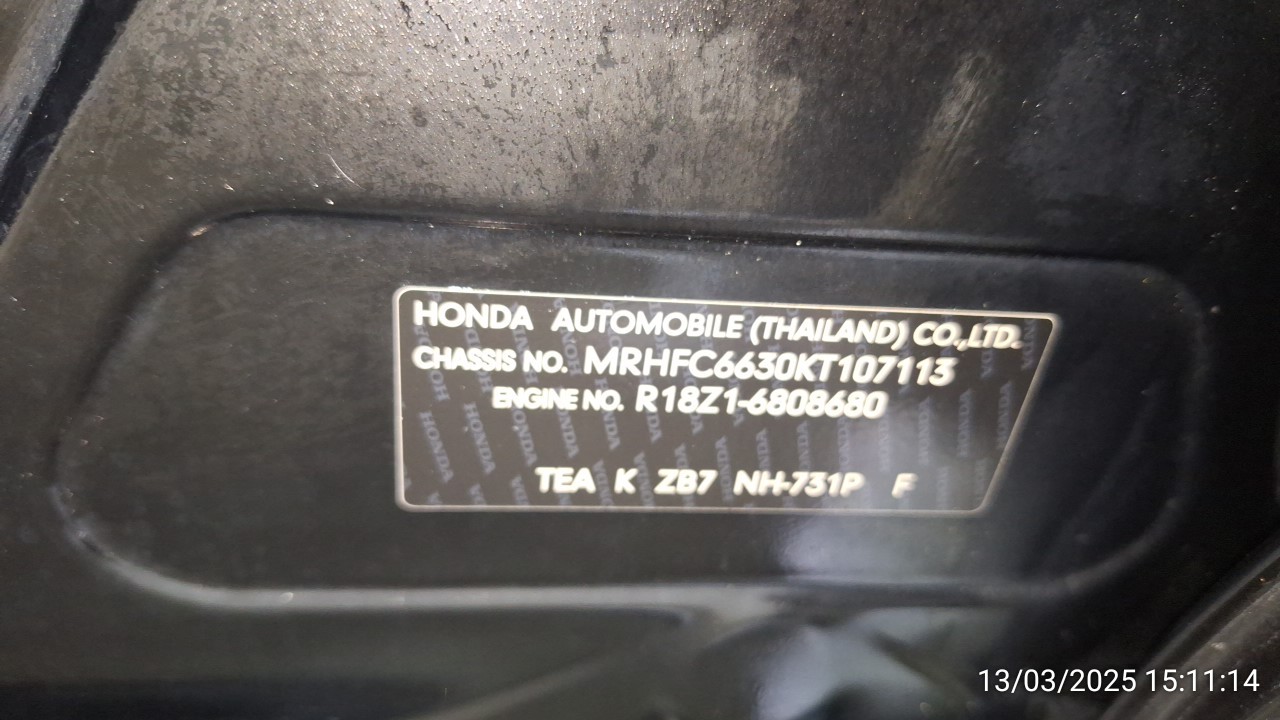 HONDA AUTOMOBILE (THAILAND) CO.,LTD.
CHASSIS NO. MRHFC6630KT107113
ENGINE NO. R18Z1-6808680
TEA K ZB7 NH-731P F
13/03/2025 15:11:14